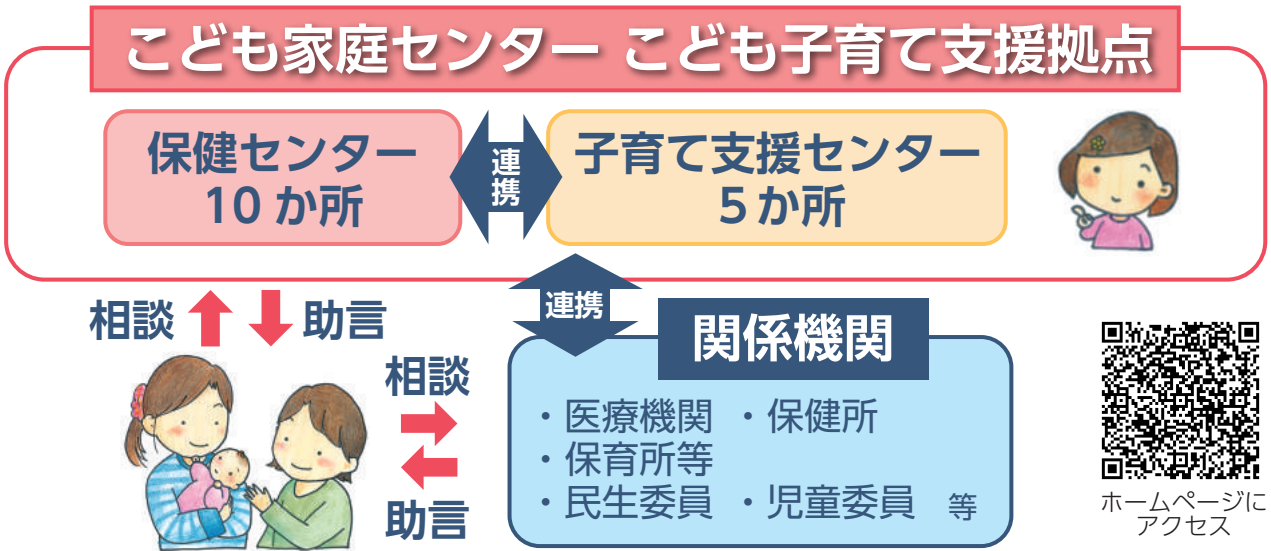 こども家庭センター こども子育て支援拠点
保健センター
10か所
連携
子育て支援センター
5か所
相談
助言
連携
関係機関
相談
助言
・医療機関 ・保健所
・保育所等
・民生委員 ・児童委員 等
ホームページに
アクセス